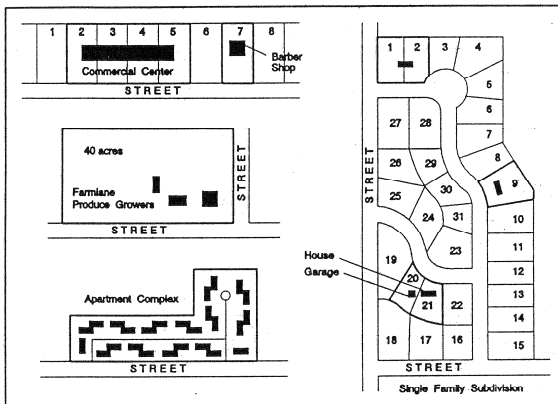 1 2 3 4 5 6 7 8
Barber
Shop
Commercial Center
STREET
40 acres
Farmlane
Produce Growers
STREET
STREET
Apartment Complex
STREET
STREET
1 2 3 4
5
6
7
8
9
10
11
12
13
14
15
27 28
26 29
25 30
24 31
23
19
20
21 22
18 17 16
House
Garage
STREET
Single Family Subdivision